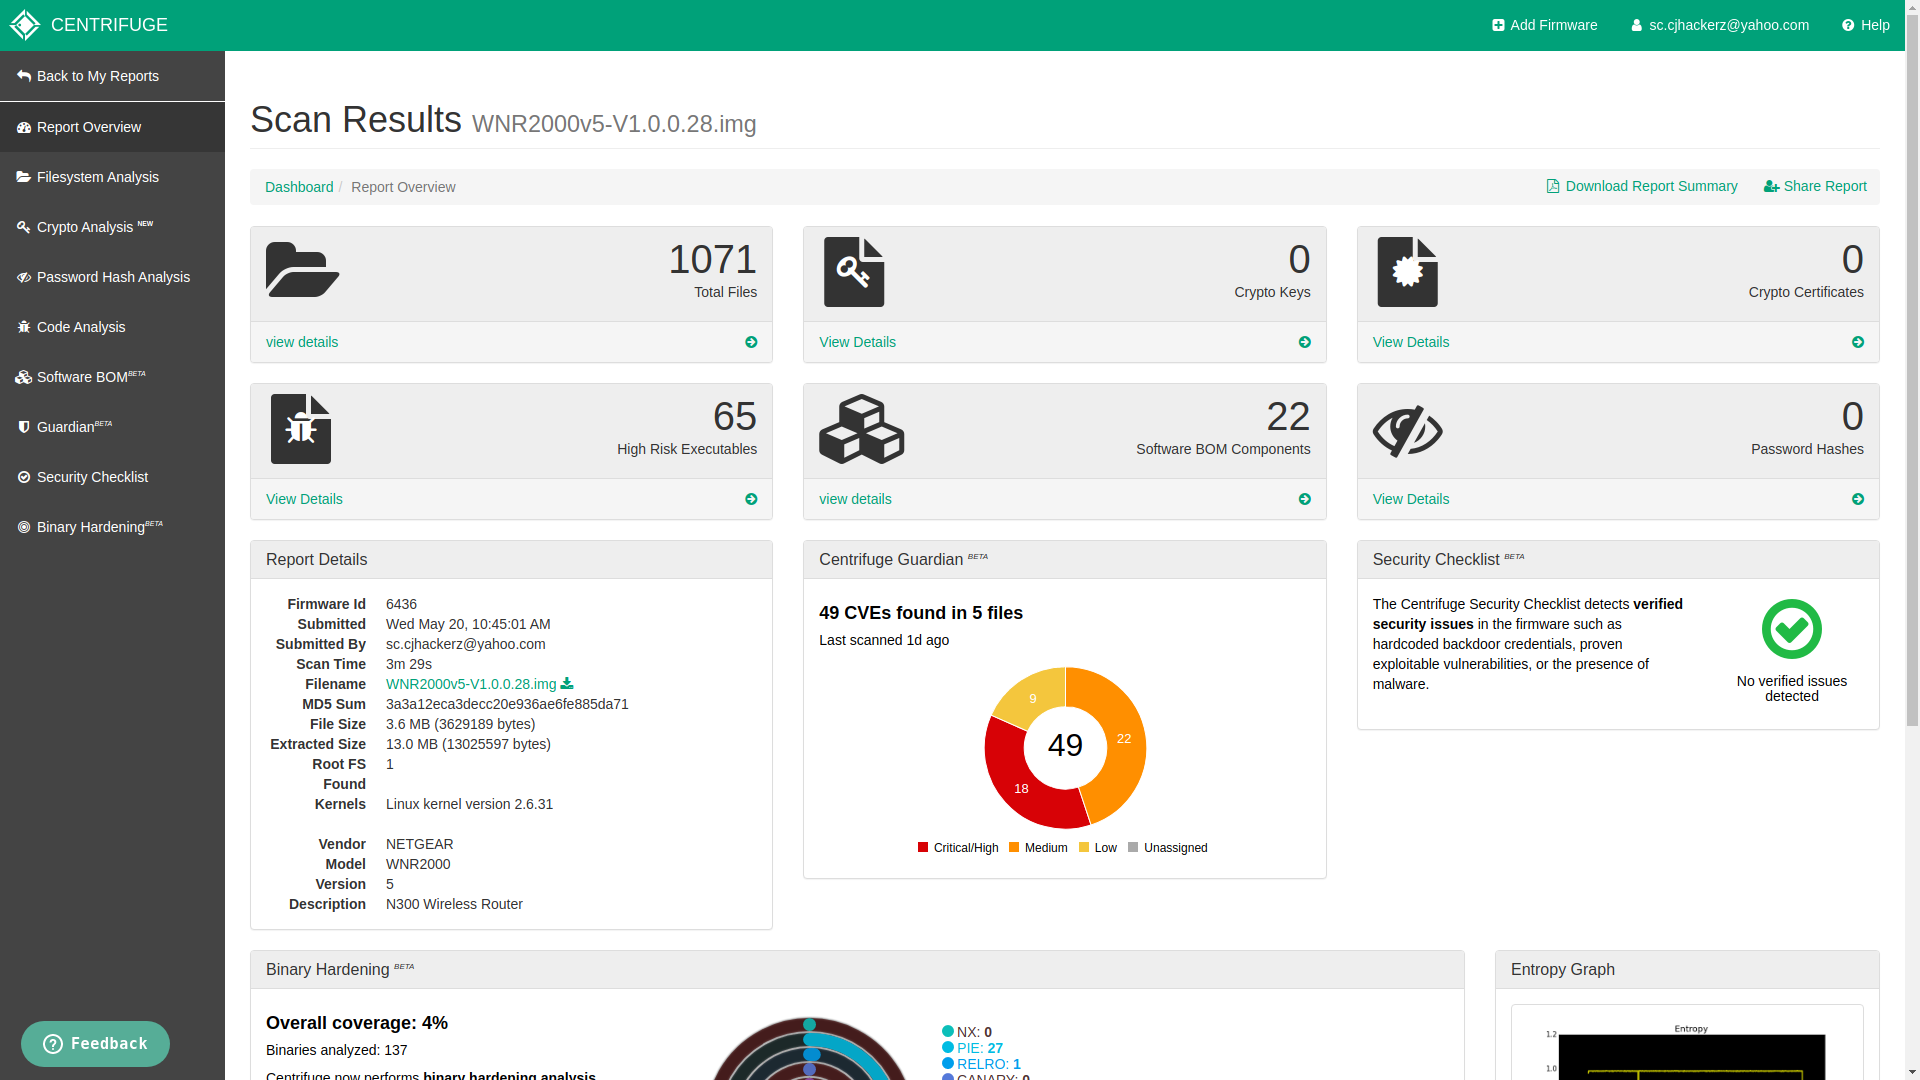 CENTRIFUGE
Add Firmware
sc.cjhackerz@yahoo.com
Help
Back to My Reports
Report Overview
Filesystem Analysis
Crypto Analysis NEW
Password Hash Analysis
Code Analysis
Software BOM BETA
Guardian BETA
Security Checklist
Binary Hardening BETA
Feedback
Scan Results WNR2000v5-V1.0.0.28.img
Dashboard / Report Overview
Download Report Summary
Share Report
1071
Total Files
view details
0
Crypto Keys
View Details
0
Crypto Certificates
View Details
65
High Risk Executables
View Details
22
Software BOM Components
view details
0
Password Hashes
View Details
Report Details
Firmware Id 6436
Submitted Wed May 20, 10:45:01 AM
Submitted By sc.cjhackerz@yahoo.com
Scan Time 3m 29s
Filename WNR2000v5-V1.0.0.28.img
MD5 Sum 3a3a12eca3decc20e936ae6fe885da71
File Size 3.6 MB (3629189 bytes)
Extracted Size 13.0 MB (13025597 bytes)
Root FS 1
Found
Kernels Linux kernel version 2.6.31
Vendor NETGEAR
Model WNR2000
Version 5
Description N300 Wireless Router
Centrifuge Guardian BETA
49 CVEs found in 5 files
Last scanned 1d ago
9
22
18
49
Critical/High Medium Low Unassigned
Security Checklist BETA
The Centrifuge Security Checklist detects verified
security issues in the firmware such as
hardcoded backdoor credentials, proven
exploitable vulnerabilities, or the presence of
malware.
No verified issues
detected
Binary Hardening BETA
Overall coverage: 4%
Binaries analyzed: 137
Centrifuge now performs binary hardening analysis
NX: 0
PIE: 27
RELRO: 1
CANARY: 0
Entropy Graph
Entropy
1.2
1.0